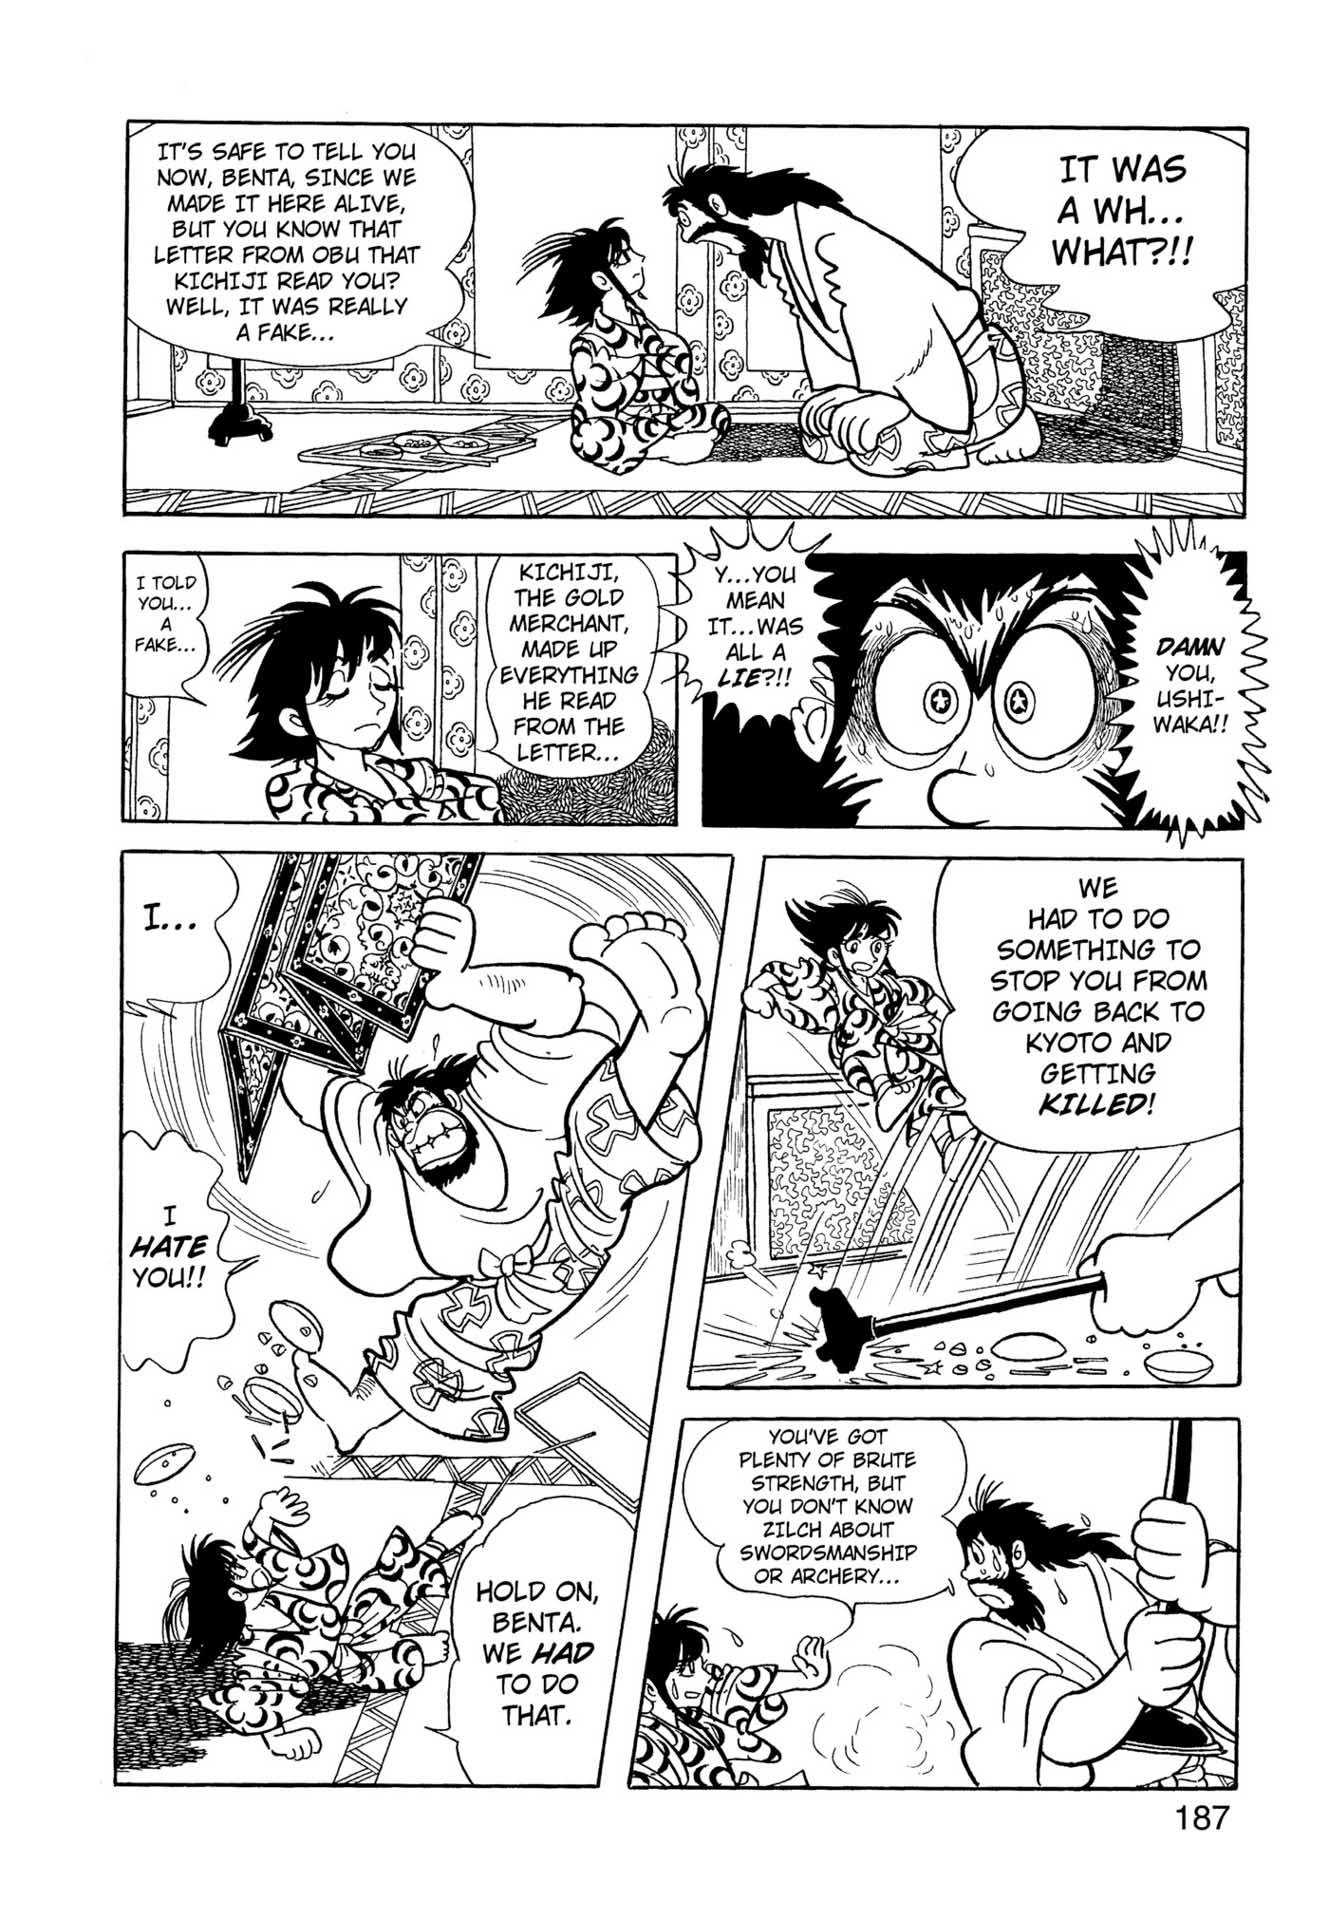 IT'S SAFE TO TELL YOU
NOW, BENTA, SINCE WE
MADE IT HERE ALIVE,
BUT YOU KNOW THAT
LETTER FROM OBU THAT
KICHIJI READ YOU?
WELL, IT WAS REALLY
A FAKE...
IT WAS
A WH...
WHAT?!!
I TOLD
YOU...
A
FAKE...
KICHIJI,
THE GOLD
MERCHANT,
MADE UP
EVERYTHING
HE READ
FROM THE
LETTER...
Y...YOU
MEAN
IT...WAS
ALL A
LIE?!!
DAMN
YOU,
USHI-
WAKA!!
I...
I
HATE
YOU!!
HOLD ON,
BENTA.
WE HAD
TO DO
THAT.
WE
HAD TO DO
SOMETHING TO
STOP YOU FROM
GOING BACK TO
KYOTO AND
GETTING
KILLED!
YOU'VE GOT
PLENTY OF BRUTE
STRENGTH, BUT
YOU DON'T KNOW
ZILCH ABOUT
SWORDSMANSHIP
OR ARCHERY...
187